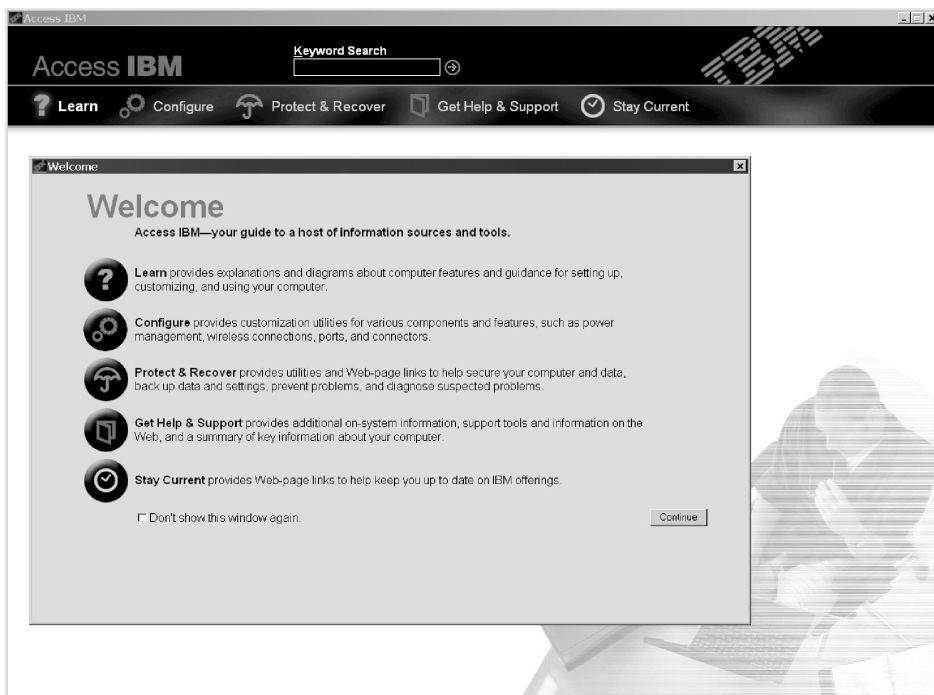 Access IBM
Keyword Search
Access IBM
IBM
Learn Configure Protect & Recover Get Help & Support Stay Current
Welcome
Welcome
Access IBM—your guide to a host of information sources and tools.
Learn provides explanations and diagrams about computer features and guidance for setting up,
customizing, and using your computer.
Configure provides customization utilities for various components and features, such as power
management, wireless connections, ports, and connectors.
Protect & Recover provides utilities and Web-page links to help secure your computer and data,
back up data and settings, prevent problems, and diagnose suspected problems.
Get Help & Support provides additional on-system information, support tools and information on the
Web, and a summary of key information about your computer.
Stay Current provides Web-page links to help keep you up to date on IBM offerings.
Don't show this window again.
Continue